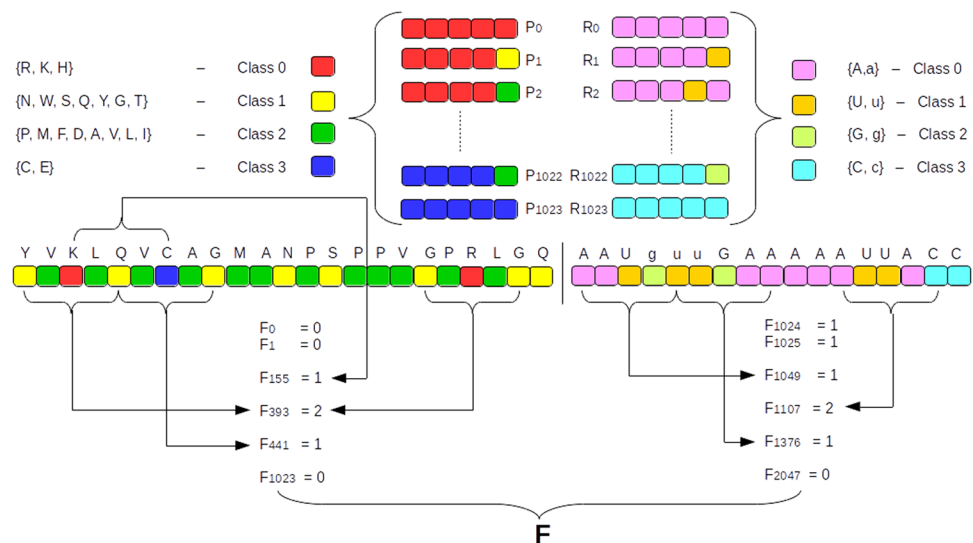 {R, K, H} – Class 0
{N, W, S, Q, Y, G, T} – Class 1
{P, M, F, D, A, V, L, I} – Class 2
{C, E} – Class 3
P0 R0
P1 R1
P2 R2
P1022 R1022
P1023 R1023
{A,a} – Class 0
{U, u} – Class 1
{G, g} – Class 2
{C, c} – Class 3
Y V K L Q V C A G M A N P S P P V G P R L G Q
A A U g u u G A A A A A U U A C C
F0 = 0
F1 = 0
F155 = 1
F393 = 2
F441 = 1
F1023 = 0
F1024 = 1
F1025 = 1
F1049 = 1
F1107 = 2
F1376 = 1
F2047 = 0
F